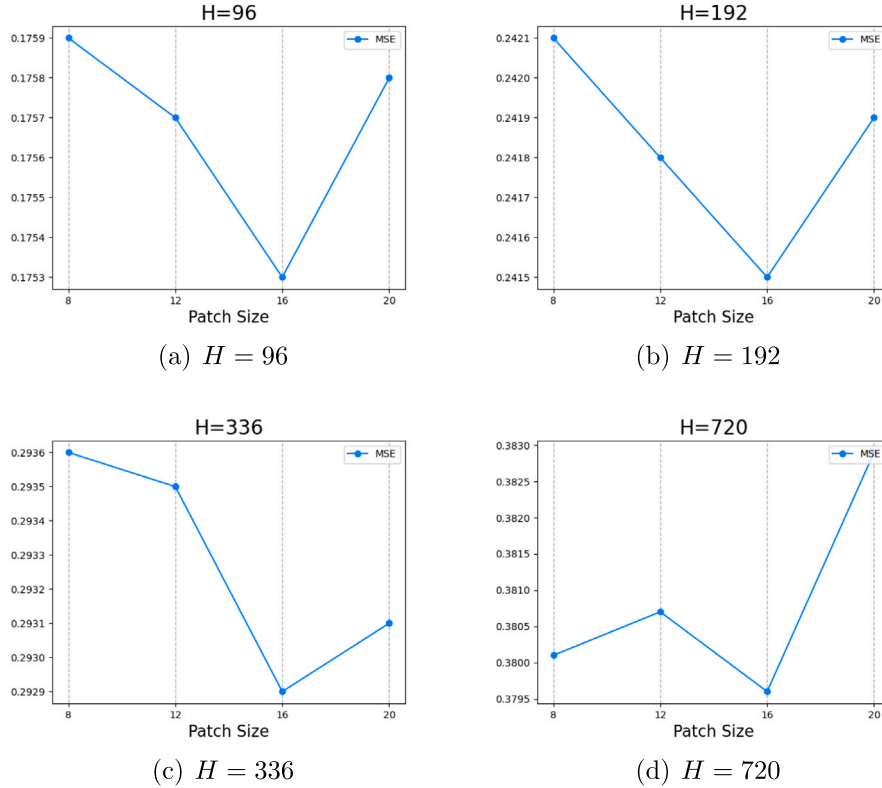 H=96
MSE
0.1759
0.1758
0.1757
0.1756
0.1755
0.1754
0.1753
8 12 16 20
Patch Size
(a) H = 96
H=192
MSE
0.2421
0.2420
0.2419
0.2418
0.2417
0.2416
0.2415
8 12 16 20
Patch Size
(b) H = 192
H=336
MSE
0.2936
0.2935
0.2934
0.2933
0.2932
0.2931
0.2930
0.2929
8 12 16 20
Patch Size
(c) H = 336
H=720
MSE
0.3830
0.3825
0.3820
0.3815
0.3810
0.3805
0.3800
0.3795
8 12 16 20
Patch Size
(d) H = 720